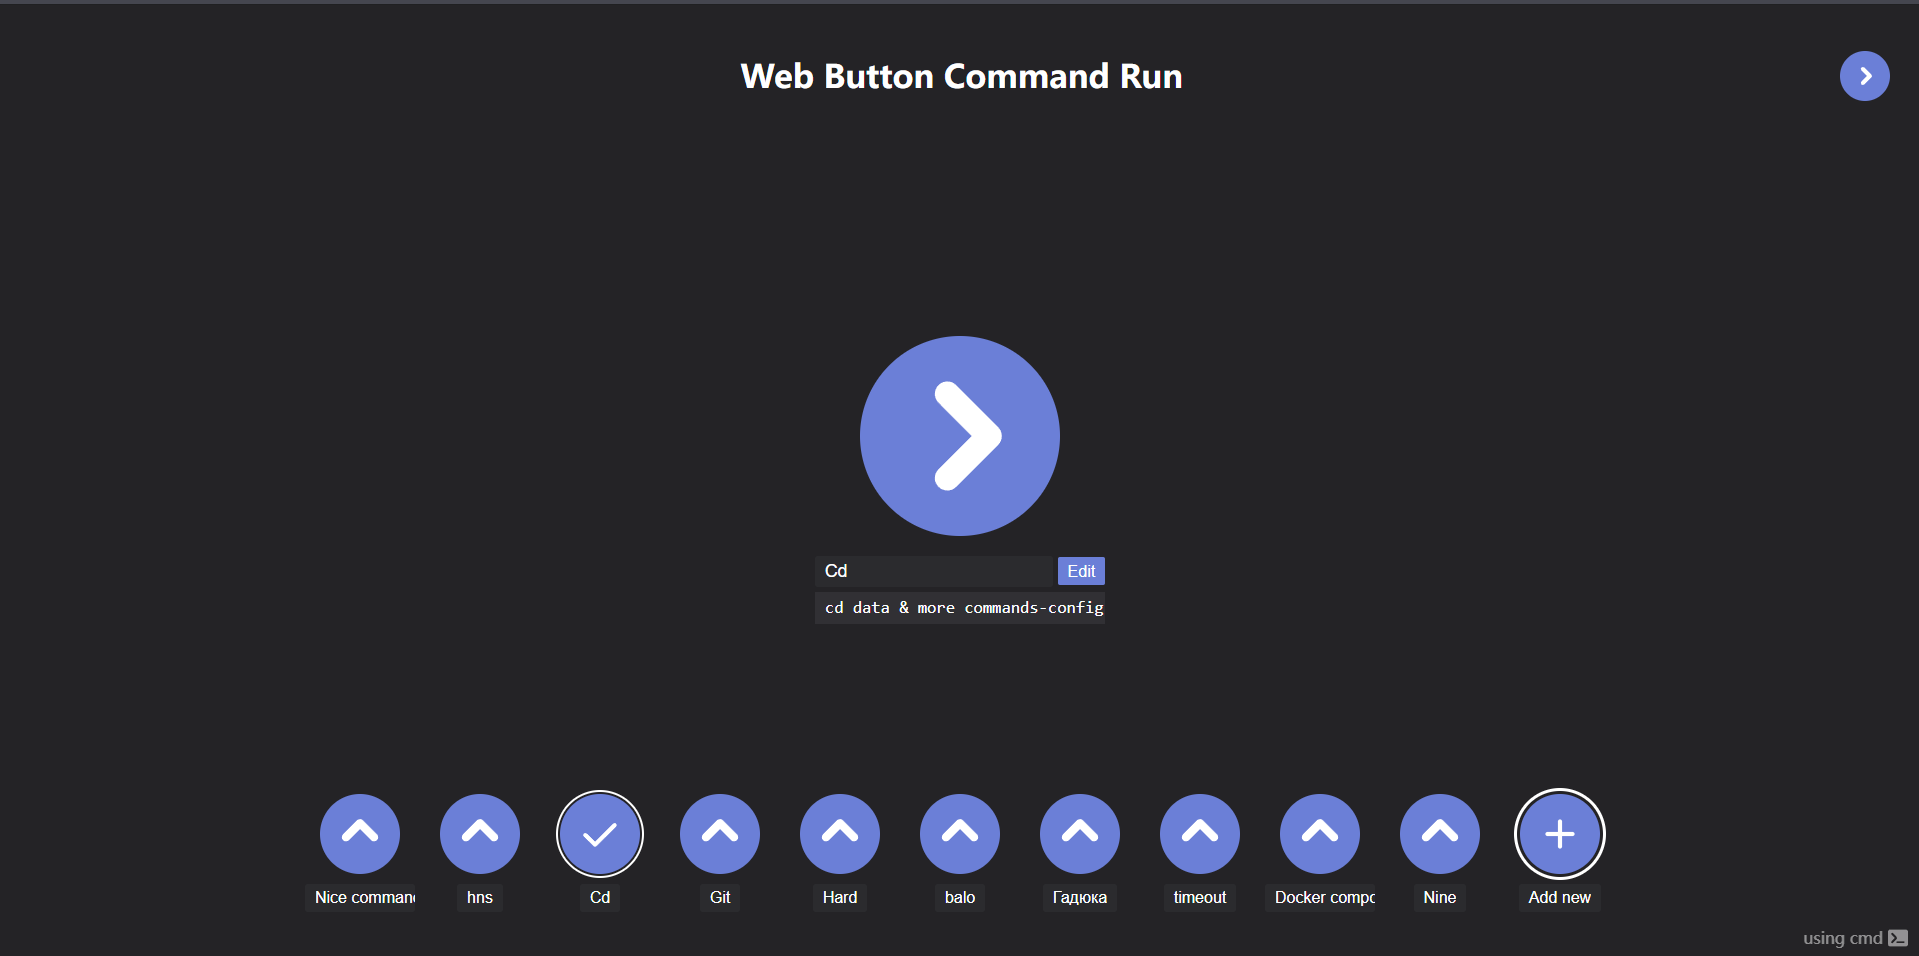 Web Button Command Run
Cd
Edit
cd data & more commands-config
Nice comman
hns
Cd
Git
Hard
balo
Гадюка
timeout
Docker compo
Nine
Add new
using cmd